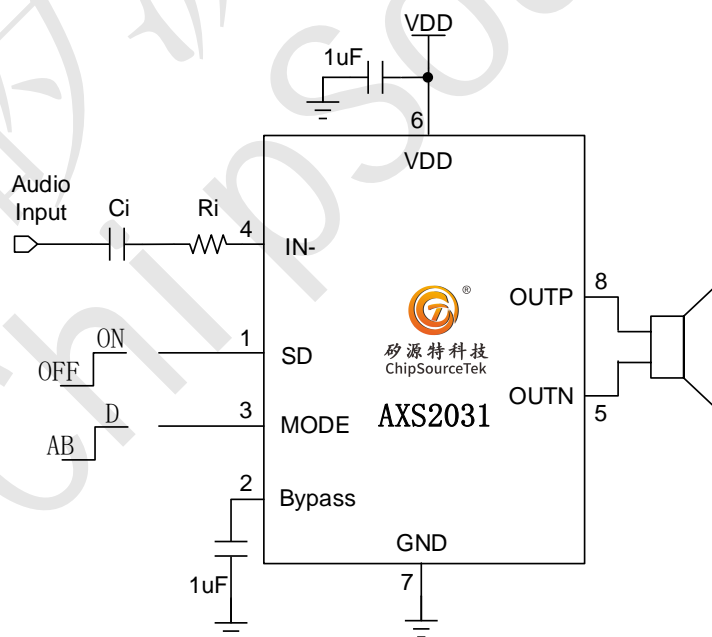 VDD
1uF
6
VDD
Audio
Input
Ci
Ri
4
IN-
®
8
OUTP
矽源特科技
ChipSourceTek
ON
OFF
1
SD
OUTN
5
AXS2031
D
AB
3
MODE
2
Bypass
1uF
GND
7